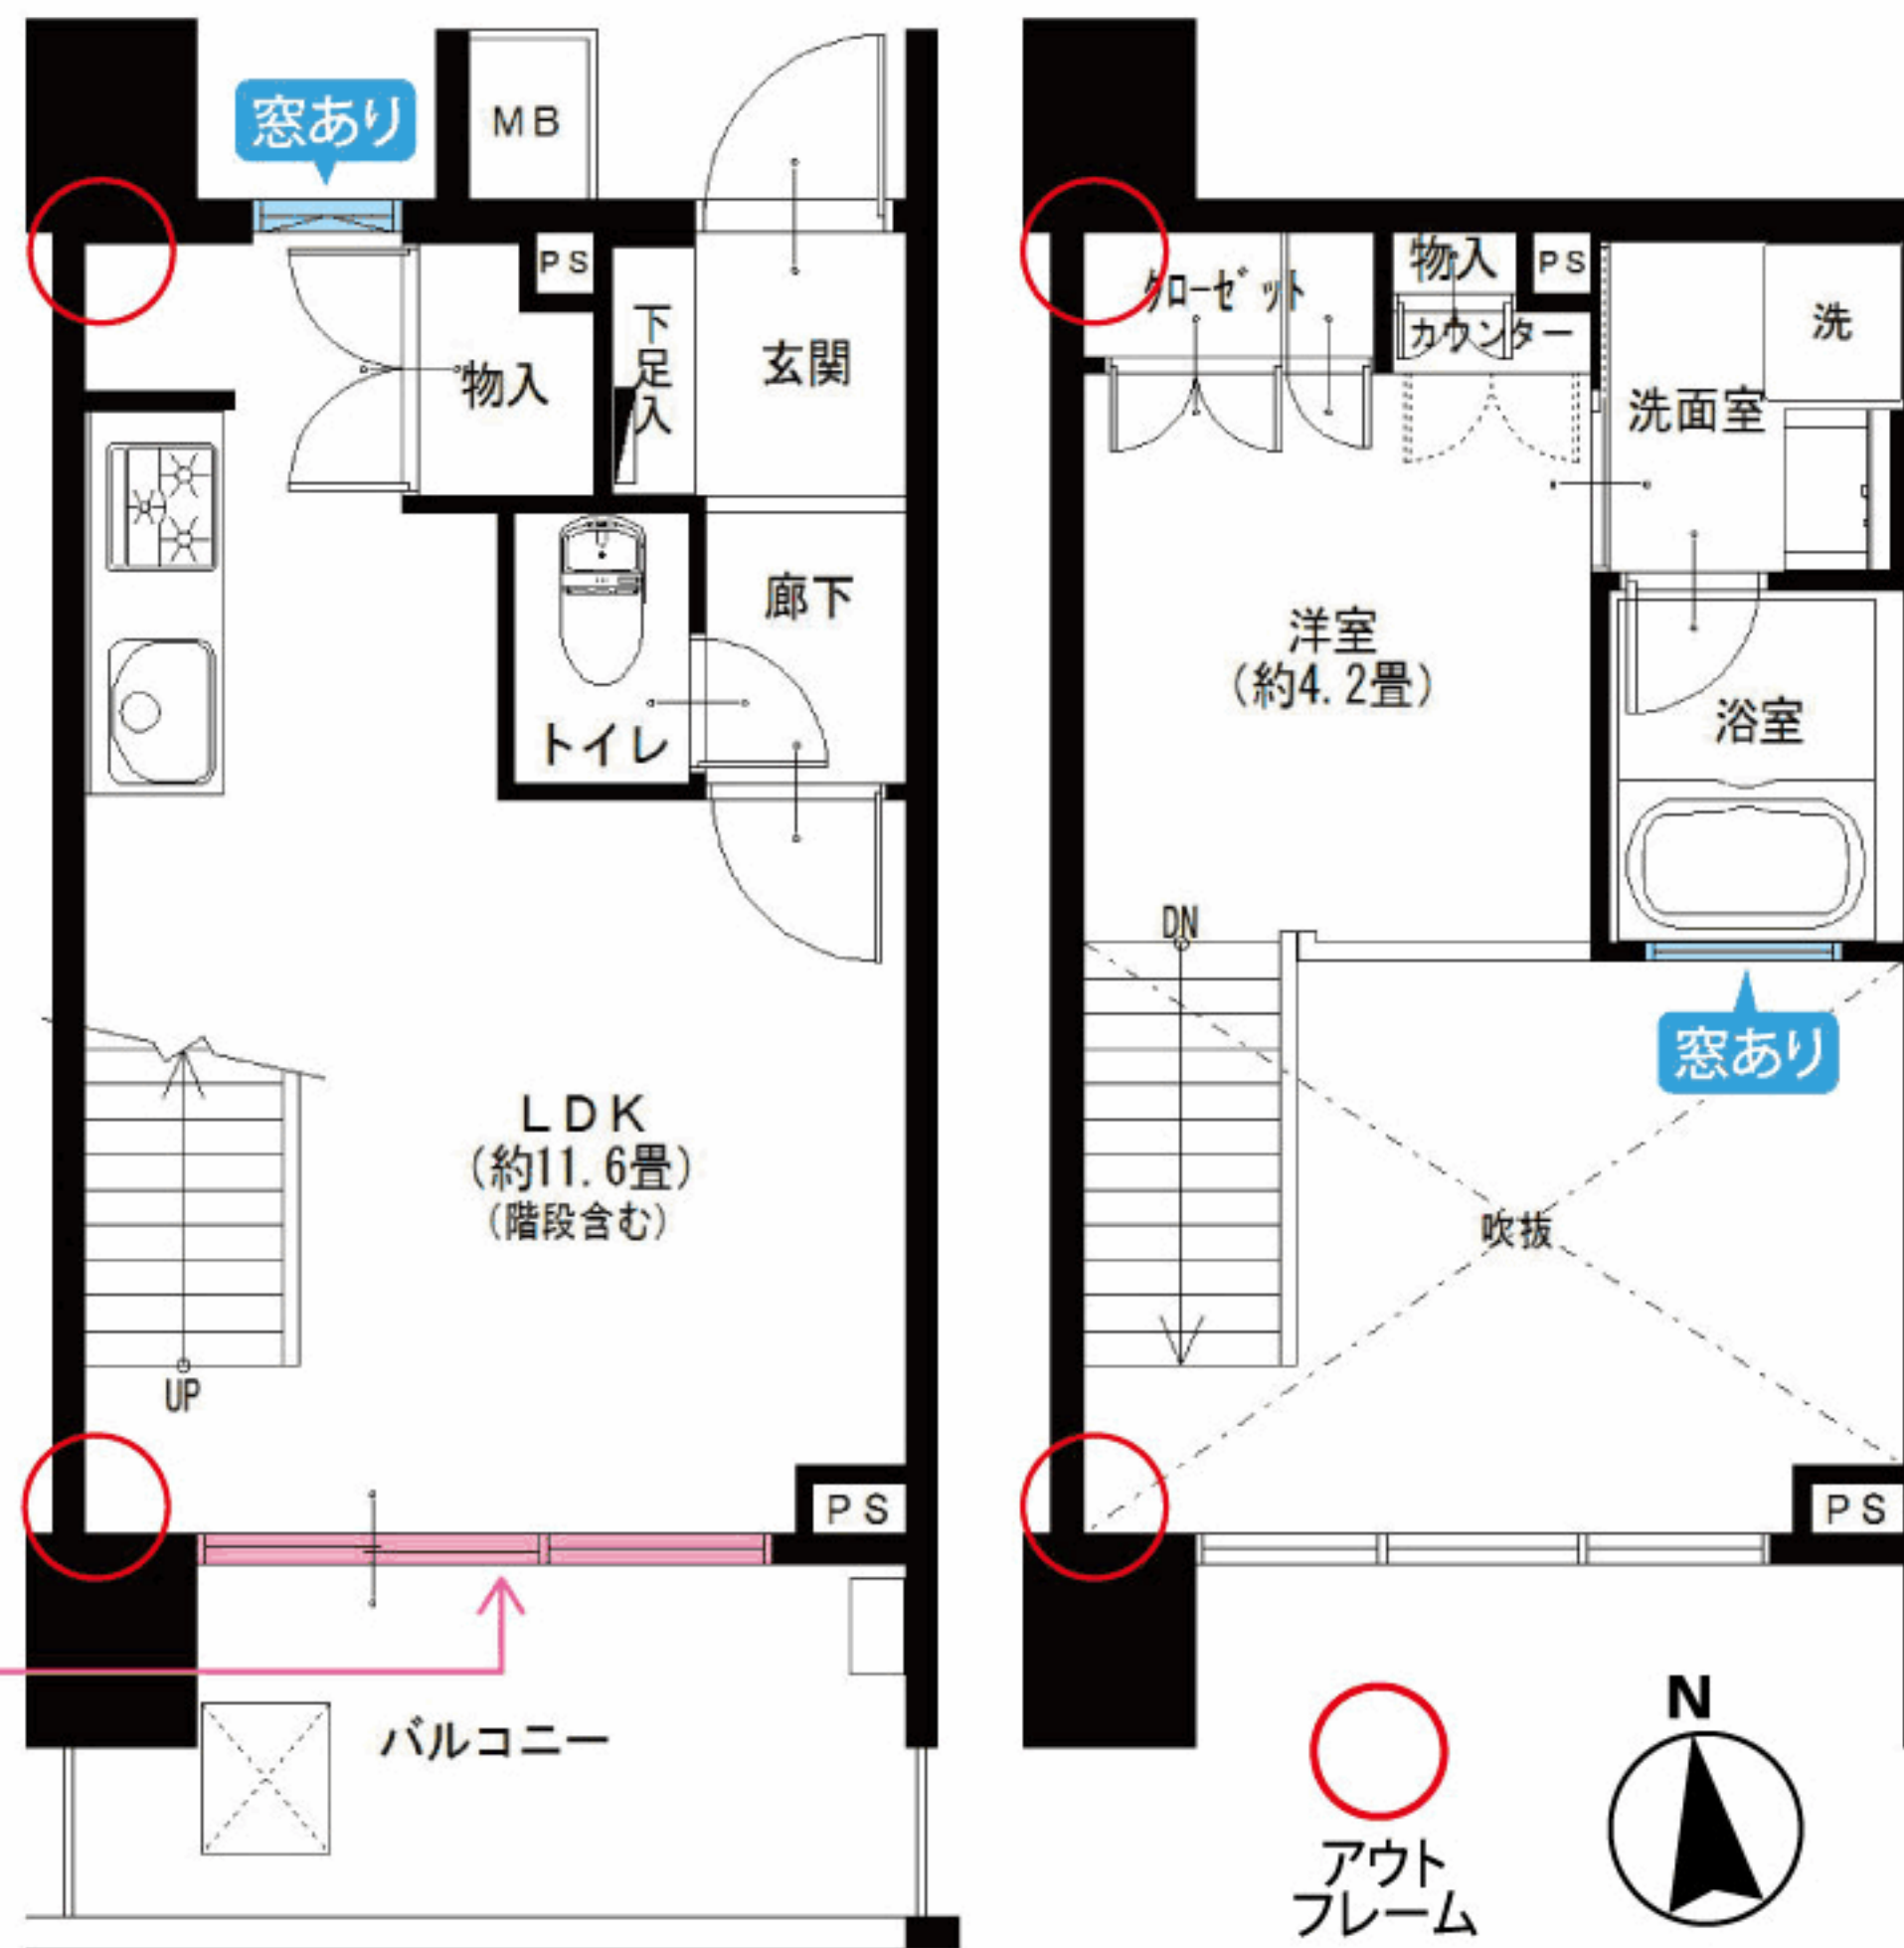 窓あり
MB
PS
下足入
玄関
物入
廊下
トイレ
LDK
(約11.6畳)
(階段含む)
UP
PS
バルコニー
クローゼット
物入
PS
カウンター
洗
洗面室
洋室
(約4.2畳)
浴室
DN
窓あり
吹抜
PS
アウト
フレーム
N